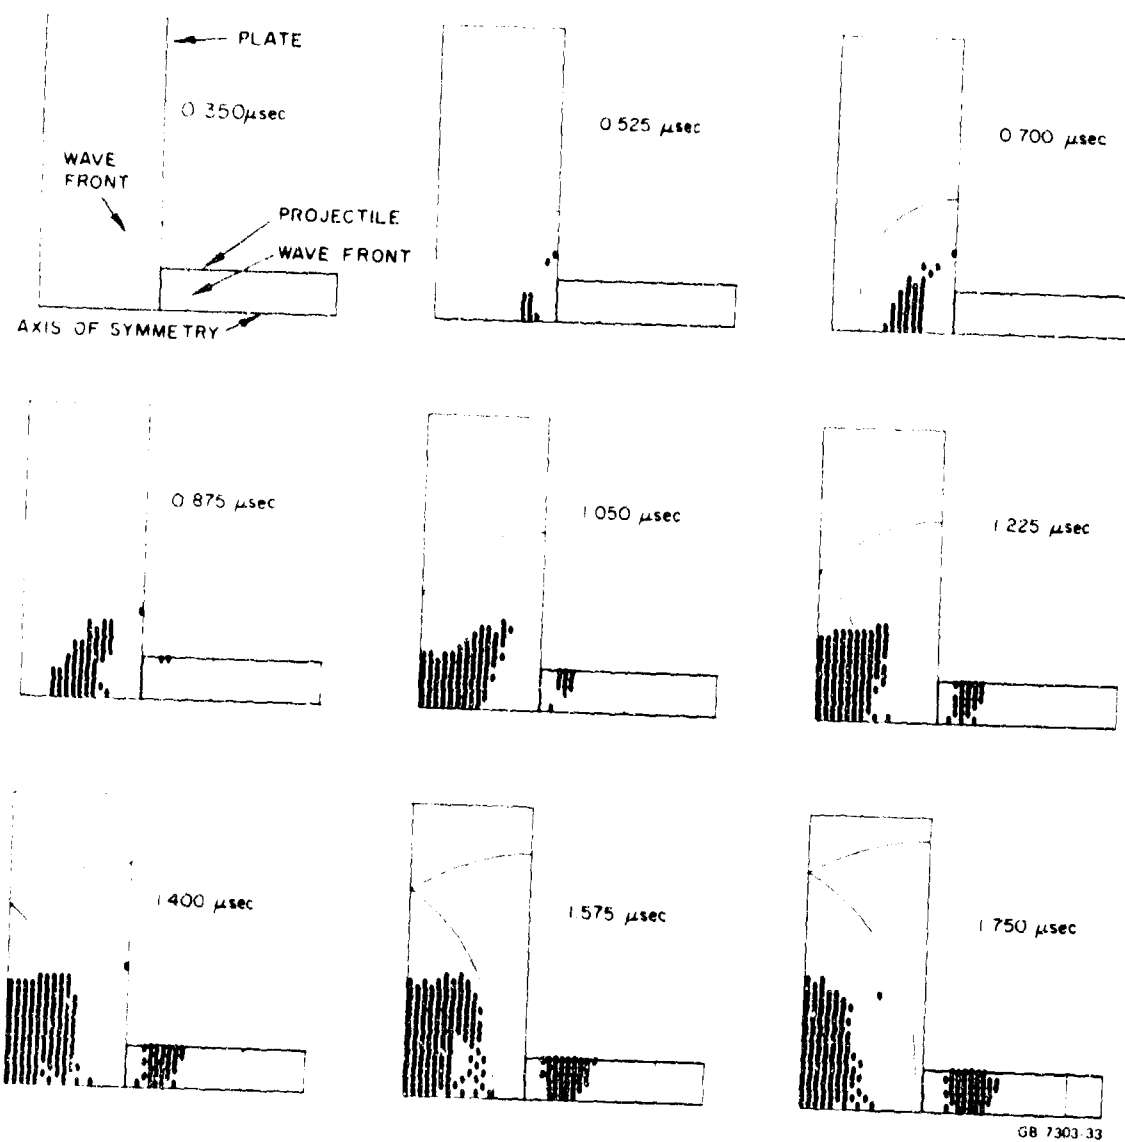 PLATE
0.350μsec
WAVE
FRONT
PROJECTILE
WAVE FRONT
AXIS OF SYMMETRY
0.525 μsec
0.700 μsec
0.875 μsec
1.050 μsec
1.225 μsec
1.400 μsec
1.575 μsec
1.750 μsec
GB 7303-33